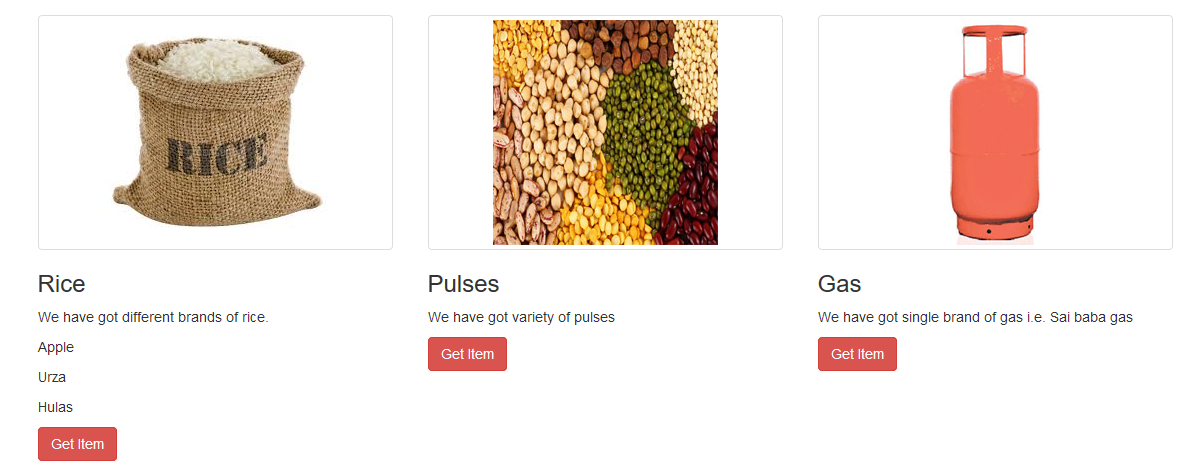 RICE
Rice
We have got different brands of rice.
Apple
Urza
Hulas
Get Item
Pulses
We have got variety of pulses
Get Item
Gas
We have got single brand of gas i.e. Sai baba gas
Get Item